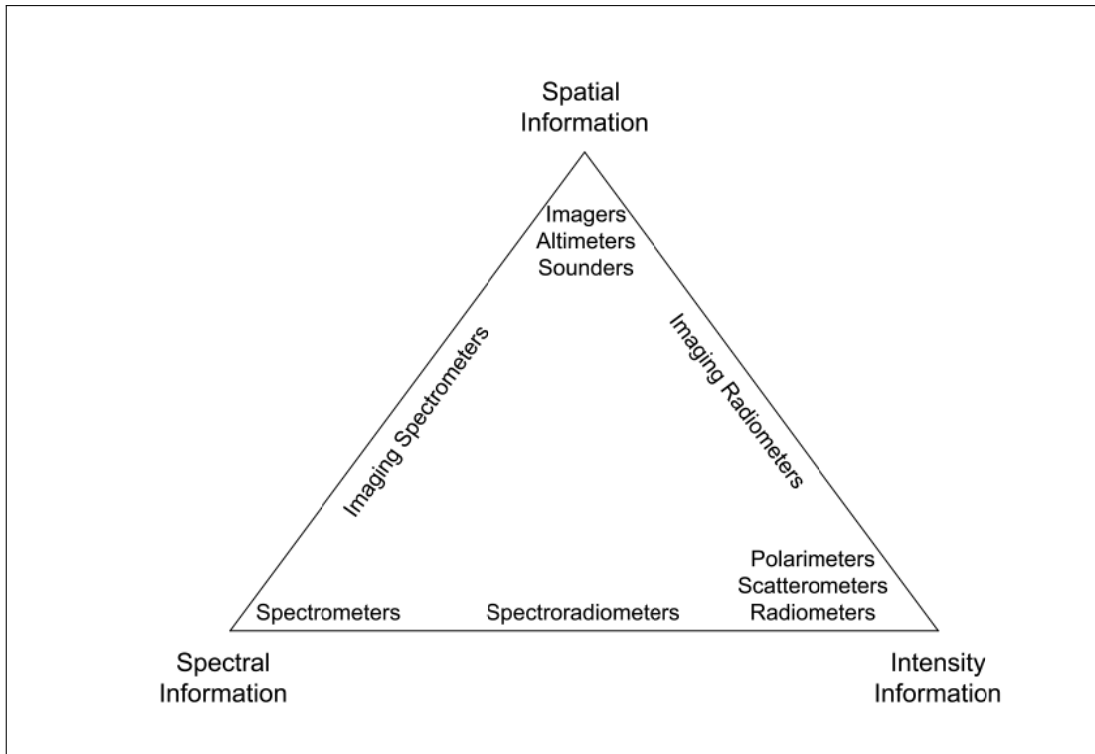 Spatial
Information
Imagers
Altimeters
Sounders
Imaging Spectrometers
Imaging Radiometers
Polarimeters
Scatterometers
Spectrometers
Spectroradiometers
Radiometers
Spectral
Information
Intensity
Information